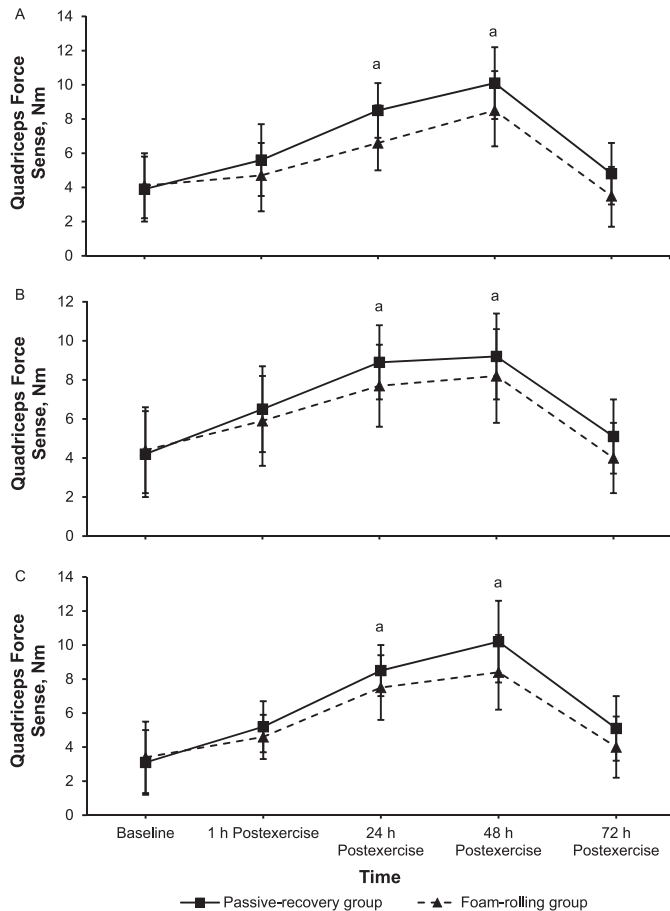 A
14
12
10
8
6
4
2
0
Quadriceps Force
Sense, Nm
a
a
B
12
10
8
6
4
2
0
Quadriceps Force
Sense, Nm
a
a
C
14
12
10
8
6
4
2
0
Quadriceps Force
Sense, Nm
a
a
Baseline
1 h Postexercise
24 h
Postexercise
48 h
Postexercise
72 h
Postexercise
Time
Passive-recovery group
Foam-rolling group